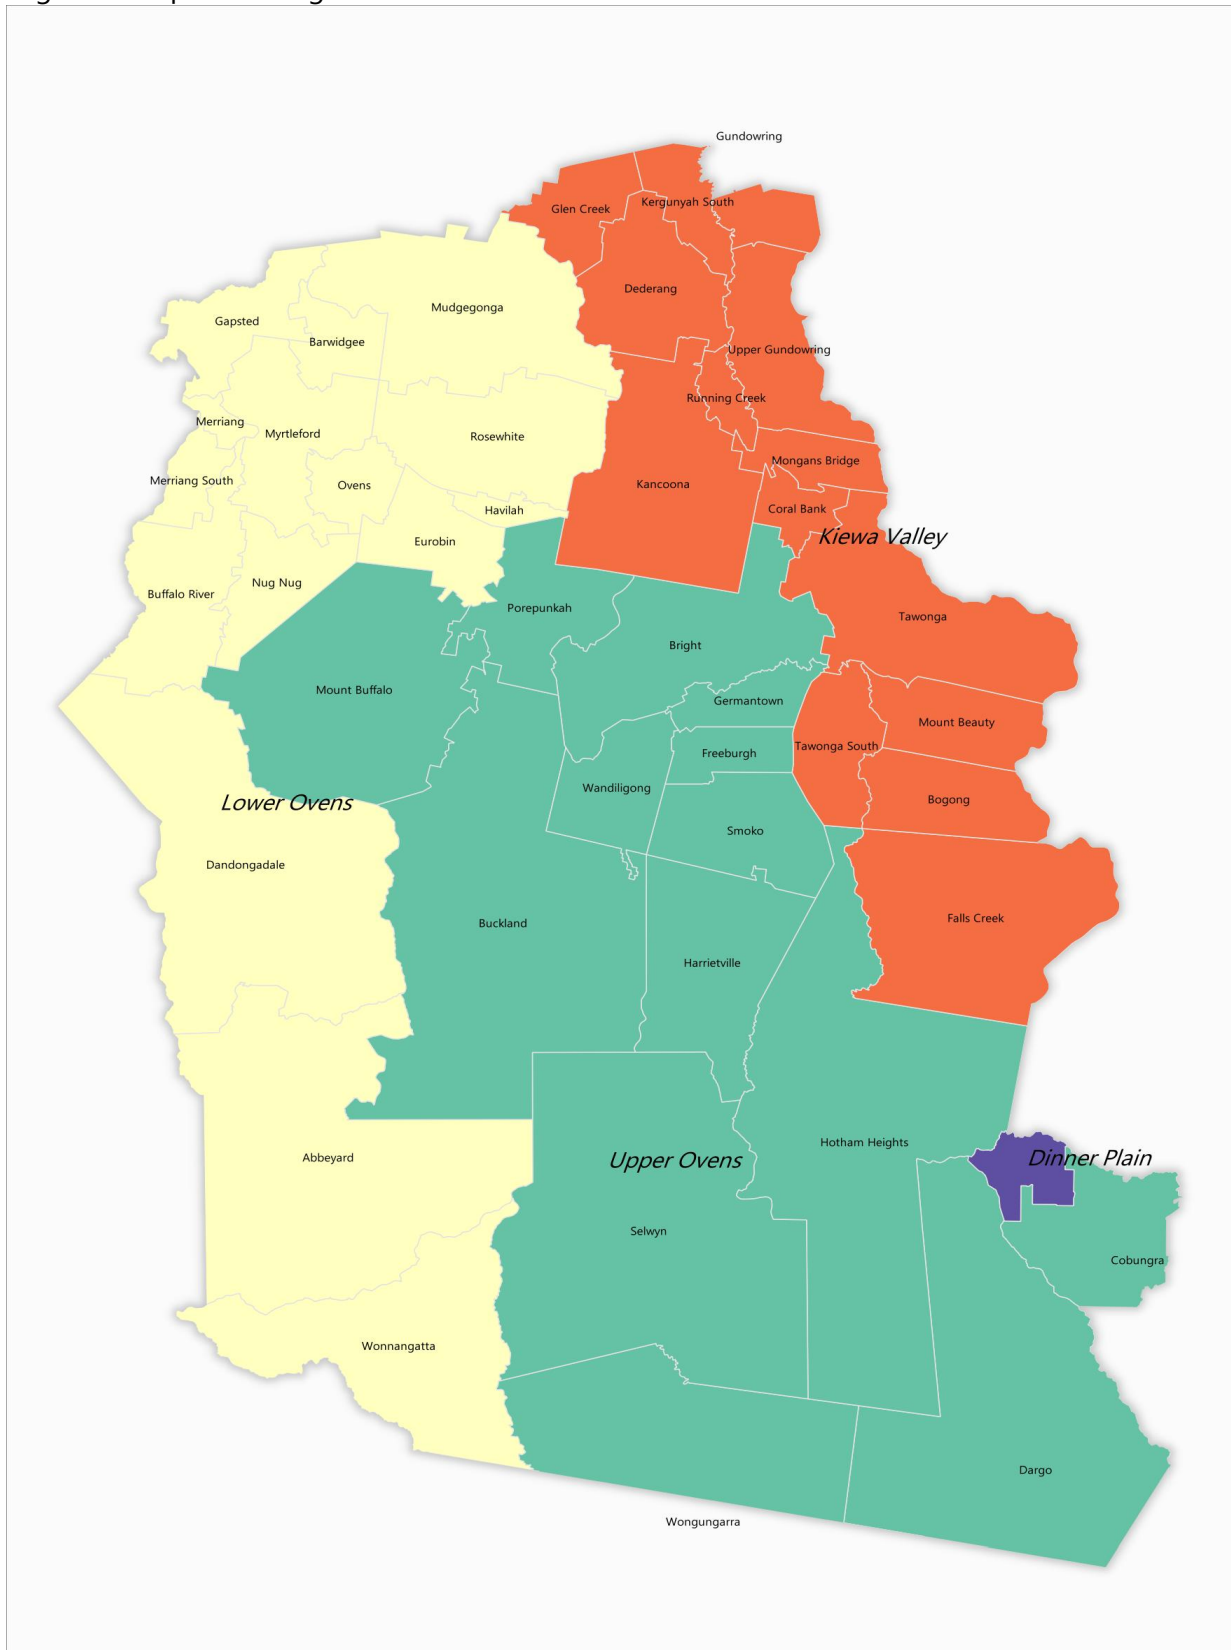 Gundowring
Glen Creek
Kergunyah South
Dederang
Mudgegonga
Gapsted
Barwidgee
Upper Gundowring
Running Creek
Merriang
Myrtleford
Rosewhite
Mongans Bridge
Merriang South
Ovens
Kancoona
Havilah
Coral Bank
Kiewa Valley
Eurobin
Nug Nug
Buffalo River
Porepunkah
Tawonga
Bright
Mount Buffalo
Germantown
Mount Beauty
Tawonga South
Freeburgh
Wandiligong
Lower Ovens
Bogong
Smoko
Dandongadale
Falls Creek
Buckland
Harrietville
Hotham Heights
Abbeyard
Upper Ovens
Dinner Plain
Selwyn
Cobungra
Wonnangatta
Dargo
Wongungarra